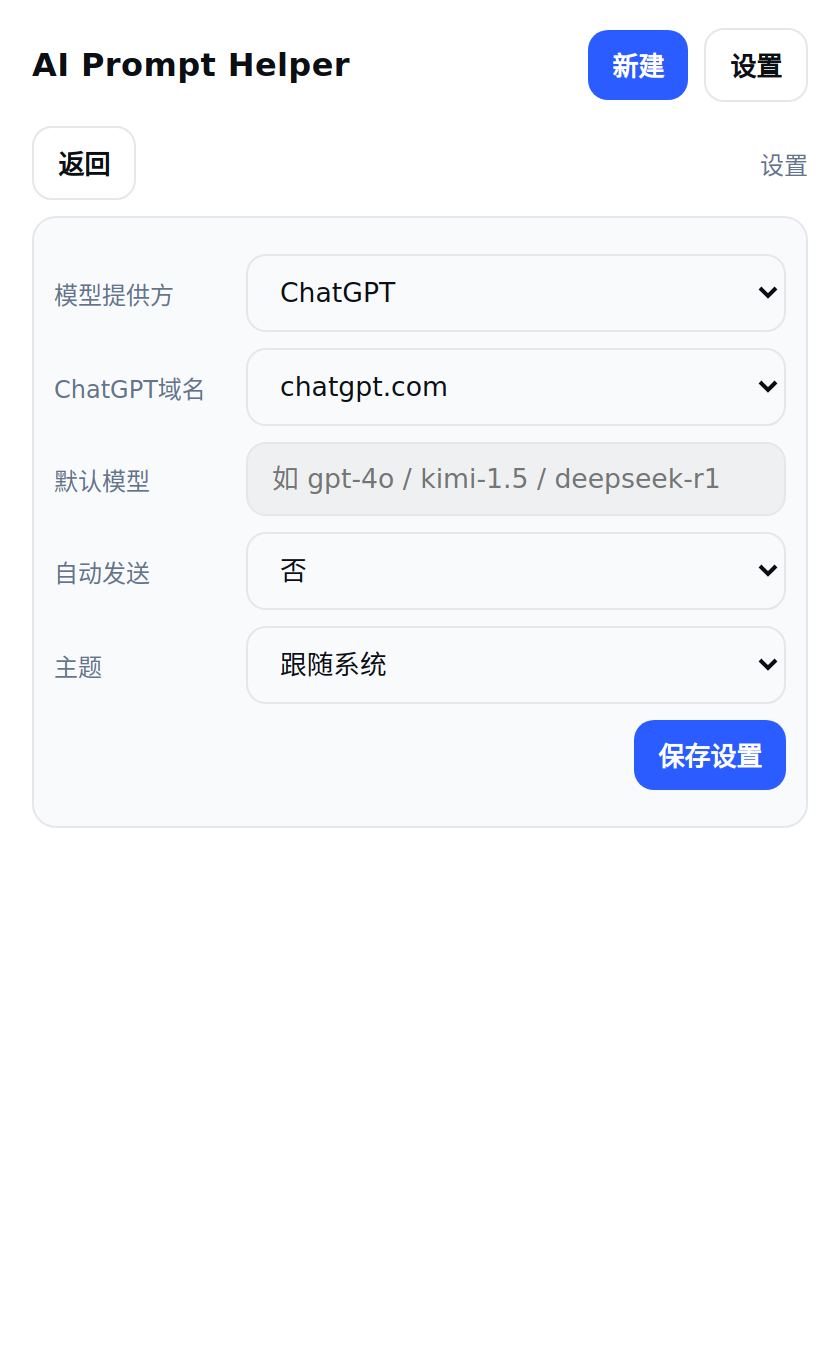 AI Prompt Helper
新建
设置
返回
设置
模型提供方
ChatGPT
ChatGPT域名
chatgpt.com
默认模型
如 gpt-4o / kimi-1.5 / deepseek-r1
自动发送
否
主题
跟随系统
保存设置